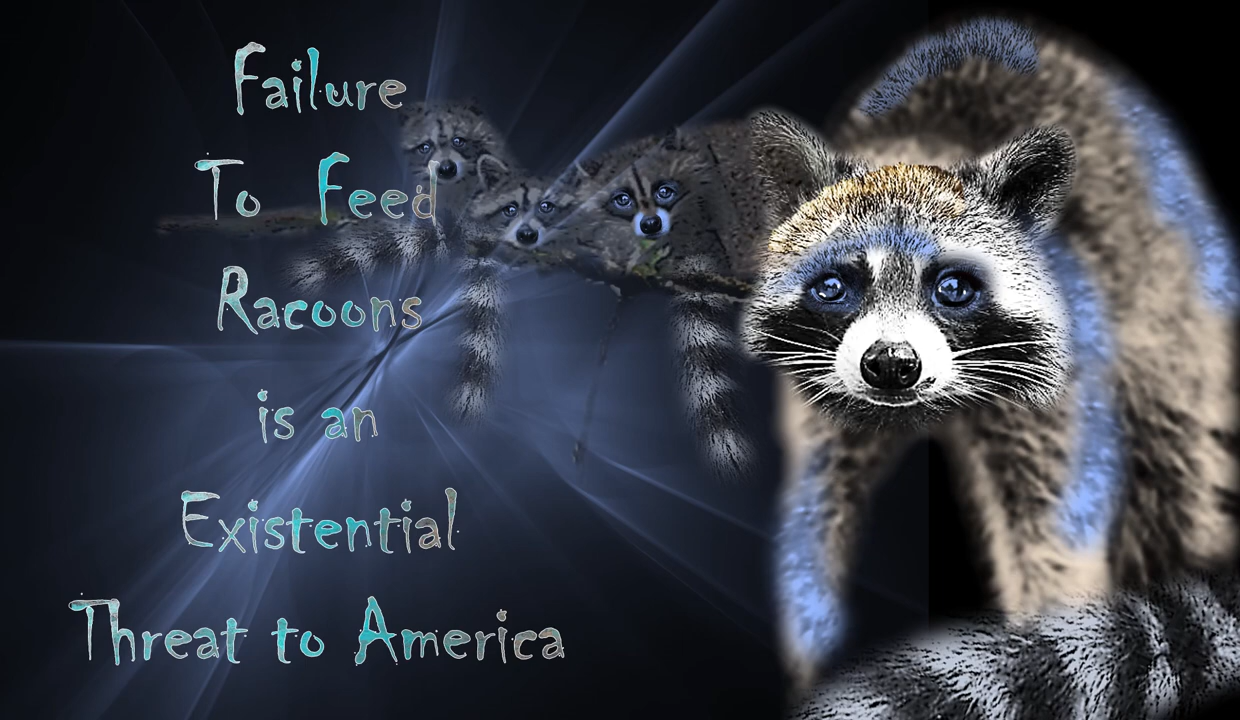 Failure
To Feed
Racoons
is an
Existential
Threat to America